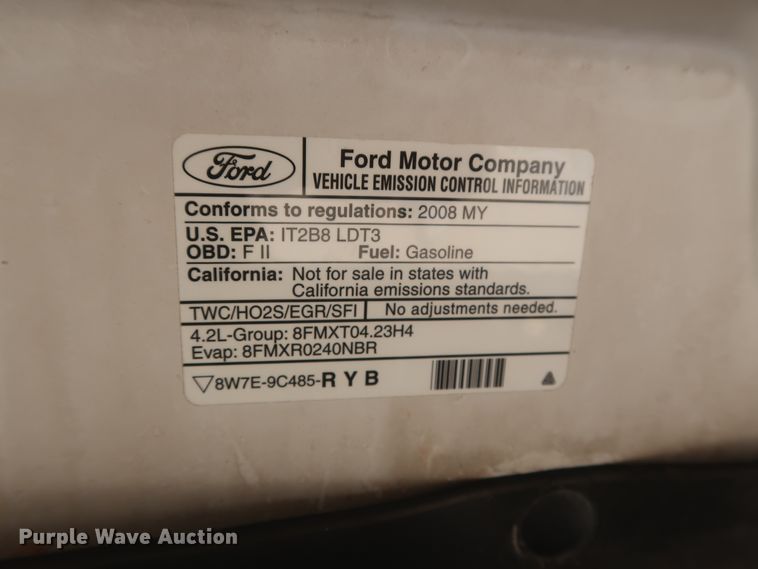 Ford
Ford Motor Company
VEHICLE EMISSION CONTROL INFORMATION
Conforms to regulations: 2008 MY
U.S. EPA: IT2B8 LDT3
OBD: F II Fuel: Gasoline
California: Not for sale in states with
California emissions standards.
TWC/HO2S/EGR/SFI No adjustments needed.
4.2L-Group: 8FMXT04.23H4
Evap: 8FMXR0240NBR
8W7E-9C485-R Y B
Purple Wave Auction®